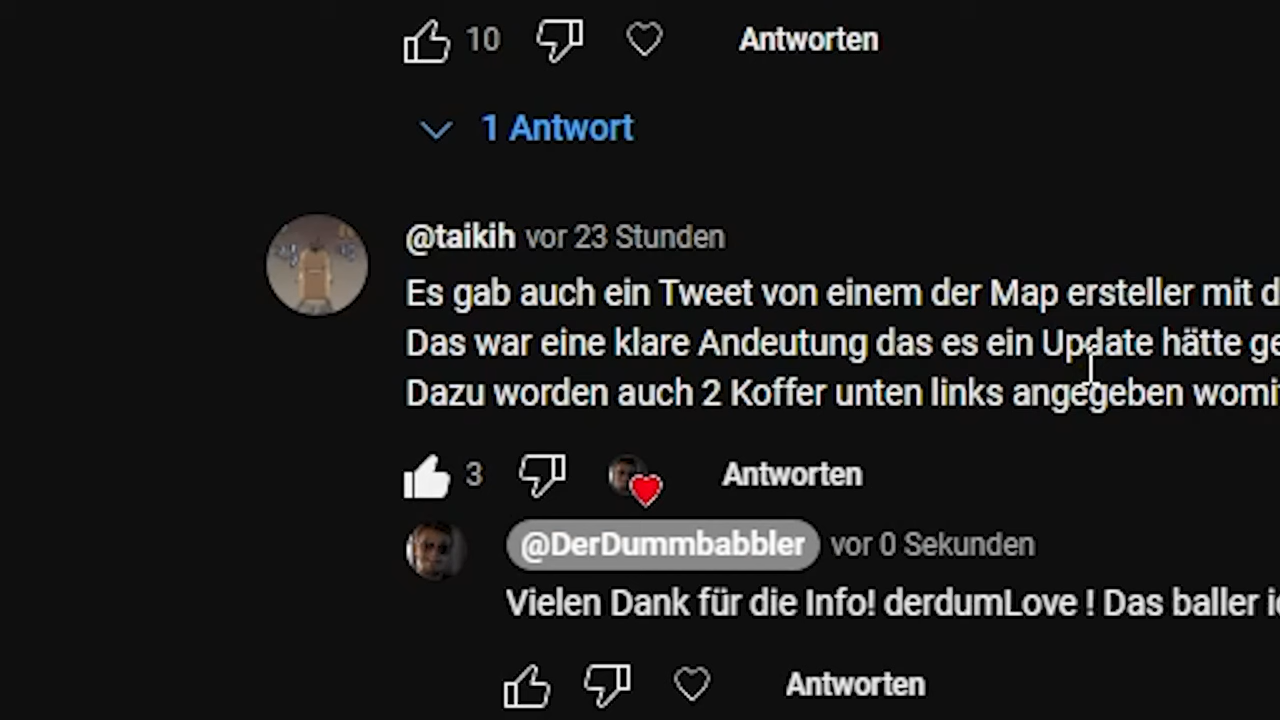 10 Antworten
1 Antwort
@taikih vor 23 Stunden
Es gab auch ein Tweet von einem der Map ersteller mit d
Das war eine klare Andeutung das es ein Update hätte ge
Dazu worden auch 2 Koffer unten links angegeben womi
3 Antworten
@DerDummbabbler vor 0 Sekunden
Vielen Dank für die Info! derdumLove ! Das baller i
Antworten